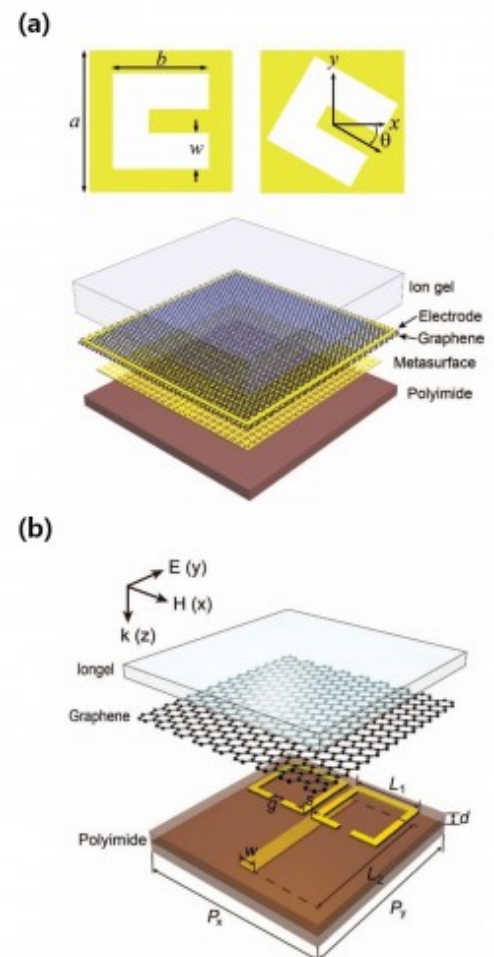 (a)
b
a
w
y
x
θ
Ion gel
Electrode
Graphene
Metasurface
Polyimide
(b)
E (y)
H (x)
k (z)
Iongel
Graphene
L1
g
s
d
Polyimide
w
L2
Px
Py